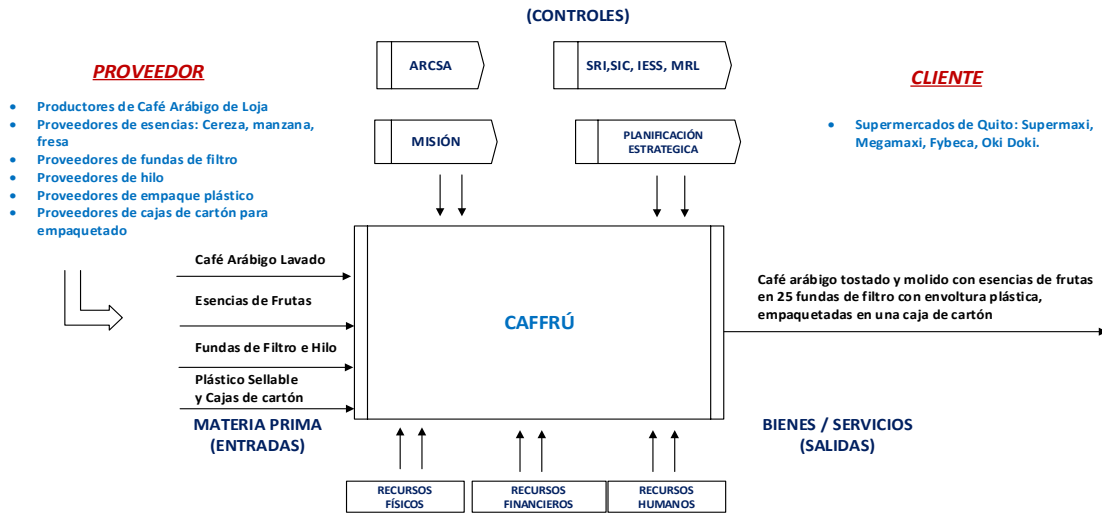 (CONTROLES)
ARCSA
SRI,SIC, IESS, MRL
PROVEEDOR
CLIENTE
• Productores de Café Arábigo de Loja
• Proveedores de esencias: Cereza, manzana,
fresa
• Proveedores de fundas de filtro
• Proveedores de hilo
• Proveedores de empaque plástico
• Proveedores de cajas de cartón para
empaquetado
MISIÓN
PLANIFICACIÓN
ESTRATEGICA
• Supermercados de Quito: Supermaxi,
Megamaxi, Fybeca, Oki Doki.
Café Arábigo Lavado
Esencias de Frutas
Fundas de Filtro e Hilo
Plástico Sellable
y Cajas de cartón
CAFFRÚ
Café arábigo tostado y molido con esencias de frutas
en 25 fundas de filtro con envoltura plástica,
empaquetadas en una caja de cartón
MATERIA PRIMA
(ENTRADAS)
BIENES / SERVICIOS
(SALIDAS)
RECURSOS
FÍSICOS
RECURSOS
FINANCIEROS
RECURSOS
HUMANOS